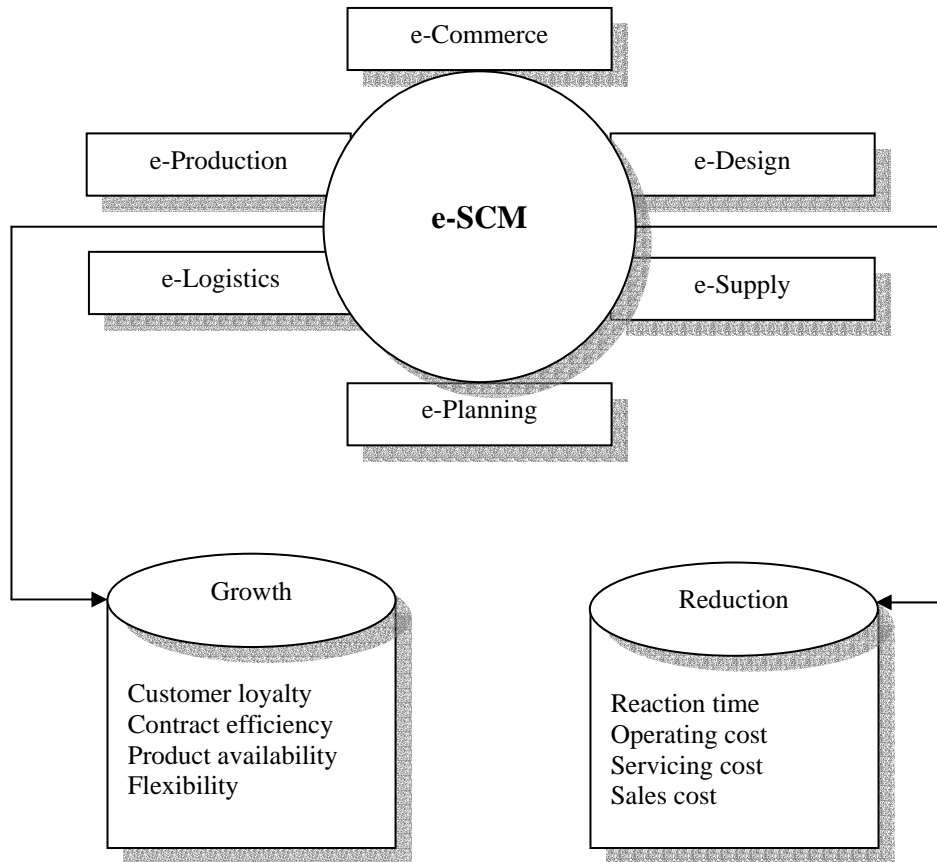 e-Commerce
e-Production
e-Design
e-SCM
e-Logistics
e-Supply
e-Planning
Growth
Customer loyalty
Contract efficiency
Product availability
Flexibility
Reduction
Reaction time
Operating cost
Servicing cost
Sales cost